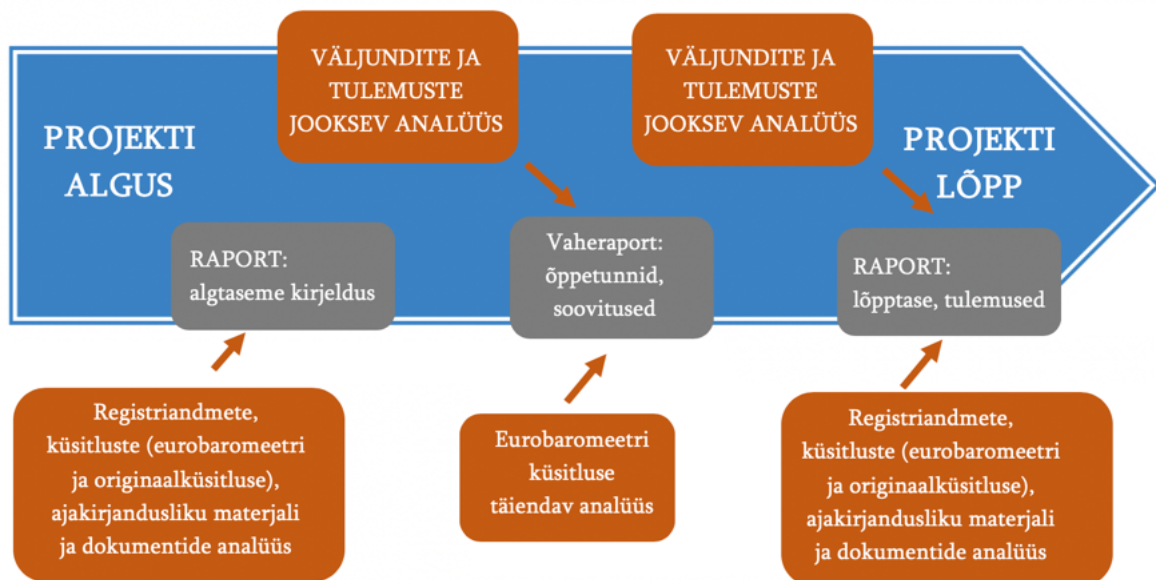 VÄLJUNDITE JA
TULEMUSTE
JOOKSEV ANALÜÜS
VÄLJUNDITE JA
TULEMUSTE
JOOKSEV ANALÜÜS
PROJEKTI
ALGUS
PROJEKTI
LÕPP
RAPORT:
algtaseme kirjeldus
Vaheraport:
õppetunnid,
soovitused
RAPORT:
lõpptase, tulemused
Registriandmete,
küsitluste (eurobaromeetri
ja originaalküsitluse),
ajakirjandusliku materjali
ja dokumentide analüüs
Eurobaromeetri
küsitluse
täiendav analüüs
Registriandmete,
küsitluste (eurobaromeetri
ja originaalküsitluse),
ajakirjandusliku materjali
ja dokumentide analüüs